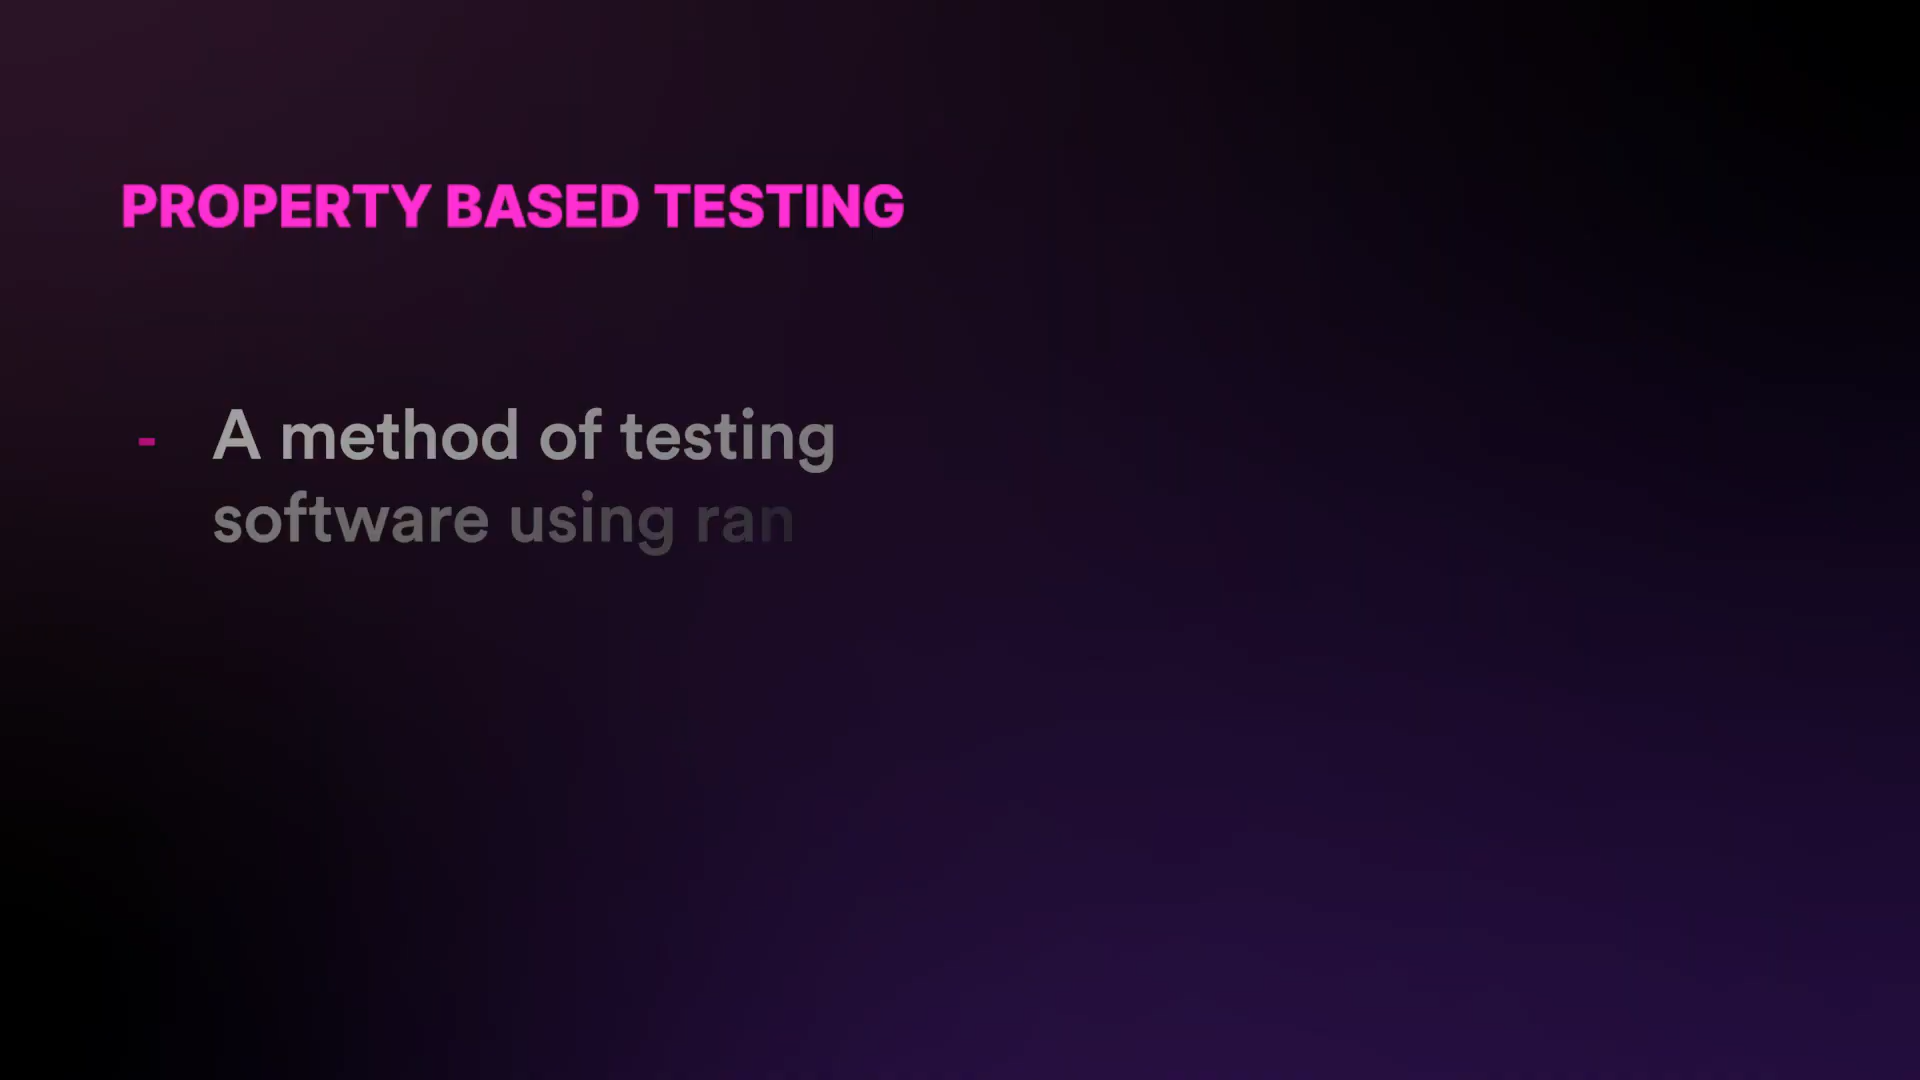 PROPERTY BASED TESTING
- A method of testing
software using ran